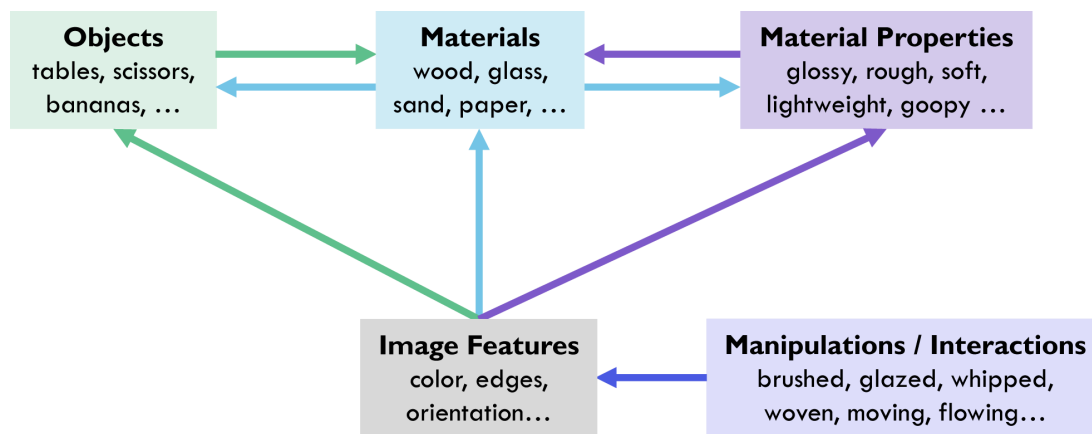 Objects
tables, scissors,
bananas, …
Materials
wood, glass,
sand, paper, …
Material Properties
glossy, rough, soft,
lightweight, goopy …
Image Features
color, edges,
orientation…
Manipulations / Interactions
brushed, glazed, whipped,
woven, moving, flowing…